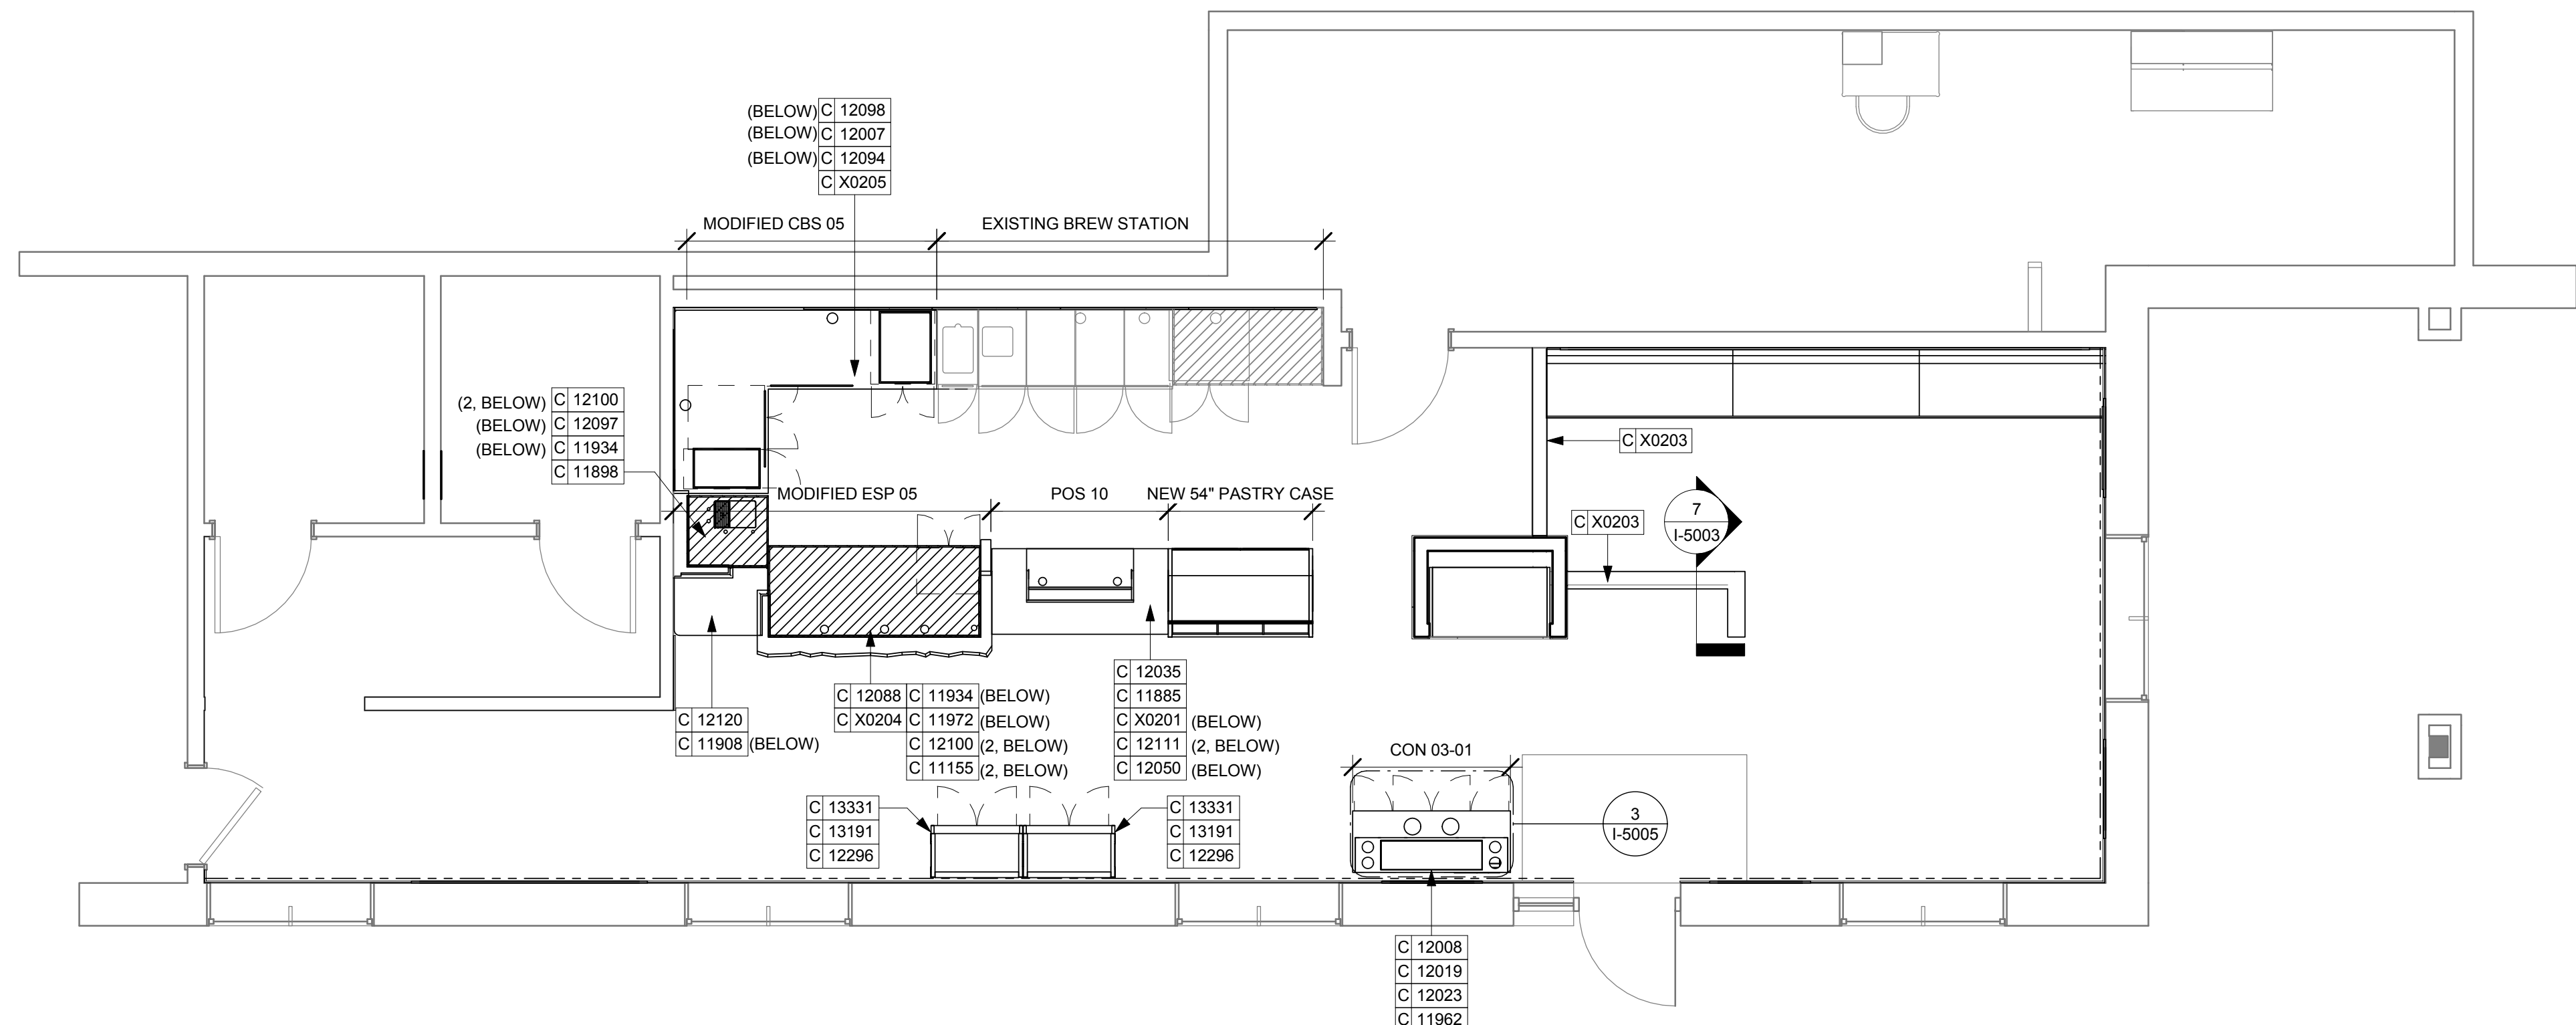 (BELOW) C 12098
(BELOW) C 12007
(BELOW) C 12094
C X0205
MODIFIED CBS 05
EXISTING BREW STATION
(2, BELOW) C 12100
(BELOW) C 12097
(BELOW) C 11934
C 11898
C X0203
MODIFIED ESP 05
POS 10
NEW 54" PASTRY CASE
C X0203
7
I-5003
C 12120
C 11908 (BELOW)
C 12088 C 11934 (BELOW)
C X0204 C 11972 (BELOW)
C 12100 (2, BELOW)
C 11155 (2, BELOW)
C 12035
C 11885
C X0201 (BELOW)
C 12111 (2, BELOW)
C 12050 (BELOW)
CON 03-01
C 13331
C 13191
C 12296
C 13331
C 13191
C 12296
3
I-5005
C 12008
C 12019
C 12023
C 11962